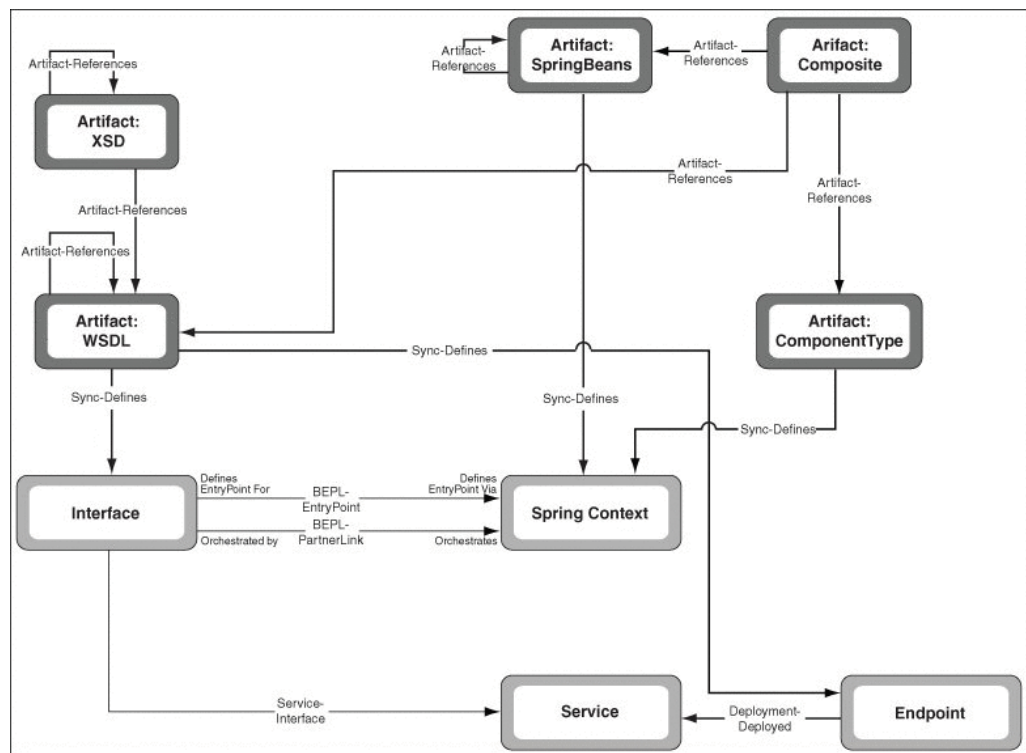 Artifact-References
Artifact:
XSD
Artifact-
References
Artifact:
SpringBeans
Artifact-
References
Arifact:
Composite
Artifact-
References
Artifact-
References
Artifact-References
Artifact-References
Artifact:
WSDL
Artifact:
ComponentType
Sync-Defines
Sync-Defines
Sync-Defines
Sync-Defines
Interface
Defines
EntryPoint For
BEPL-
EntryPoint
Defines
EntryPoint Via
Orchestrated by
BEPL-
PartnerLink
Orchestrates
Spring Context
Service-
Interface
Service
Deployment-
Deployed
Endpoint